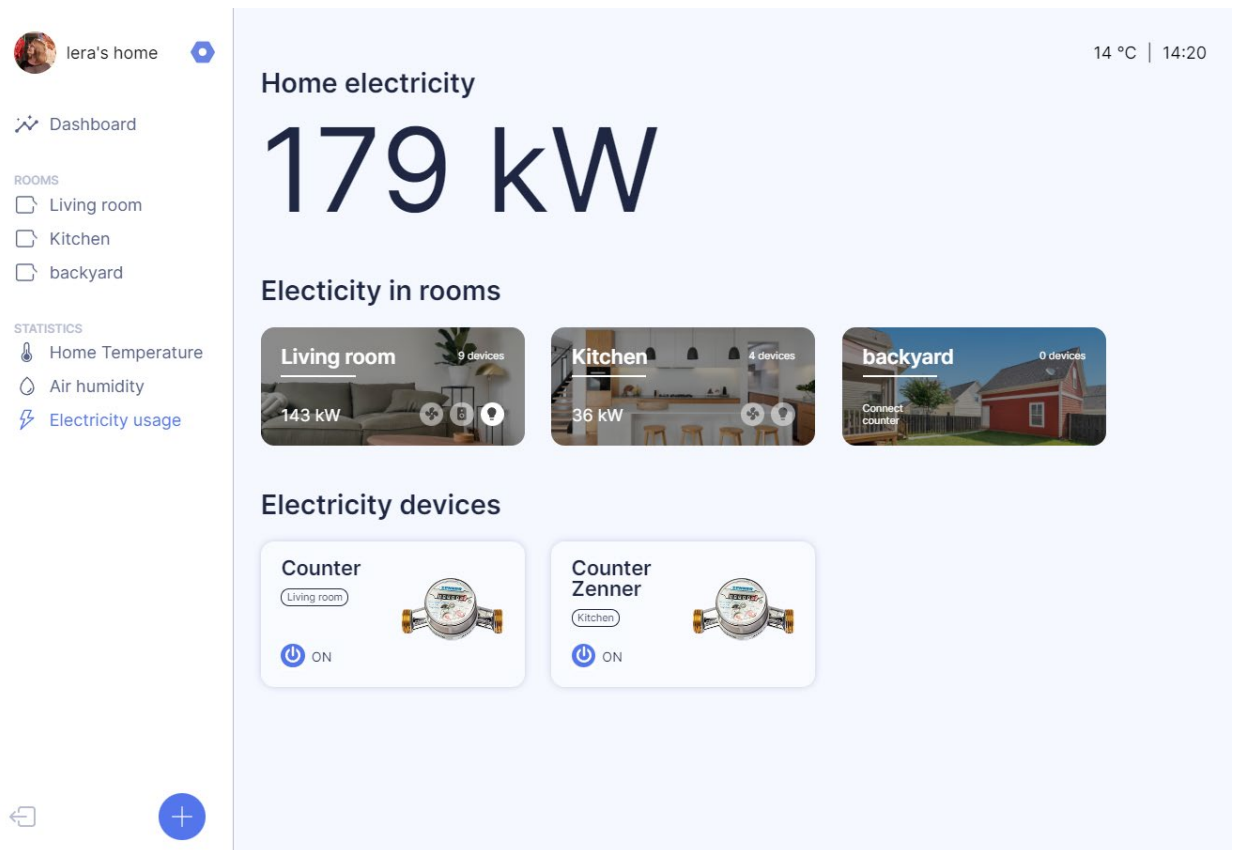 lera's home
14 °C | 14:20
Dashboard
ROOMS
Living room
Kitchen
backyard
STATISTICS
Home Temperature
Air humidity
Electricity usage
Home electricity
179 kW
Electicity in rooms
Living room
9 devices
143 kW
Kitchen
4 devices
36 kW
backyard
0 devices
Connect
counter
Electricity devices
Counter
Living room
ON
Counter
Zenner
Kitchen
ON